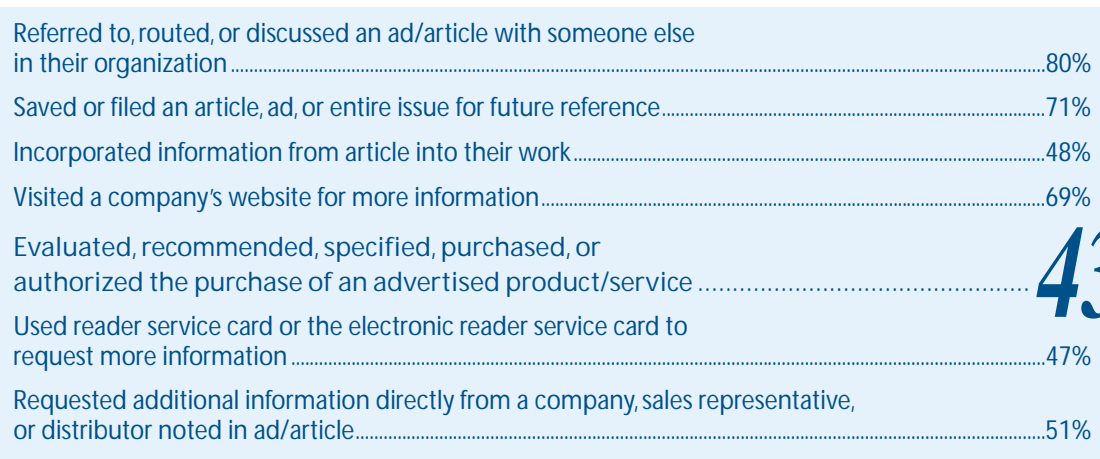 Referred to, routed, or discussed an ad/article with someone else
in their organization 80%
Saved or filed an article, ad, or entire issue for future reference 71%
Incorporated information from article into their work 48%
Visited a company's website for more information 69%
Evaluated, recommended, specified, purchased, or
authorized the purchase of an advertised product/service 43
Used reader service card or the electronic reader service card to
request more information 47%
Requested additional information directly from a company, sales representative,
or distributor noted in ad/article 51%